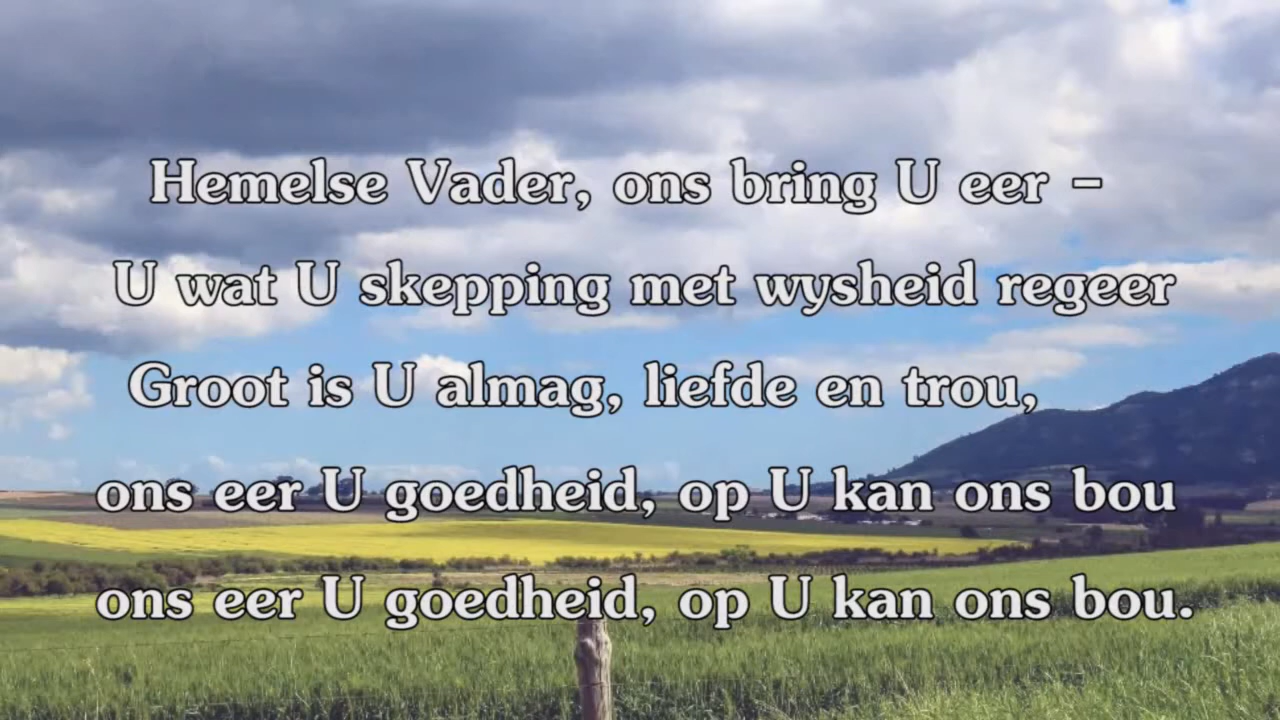 Hemelse Vader, ons bring U eer –
U wat U skepping met wysheid regeer
Groot is U almag, liefde en trou,
ons eer U goedheid, op U kan ons bou
ons eer U goedheid, op U kan ons bou.